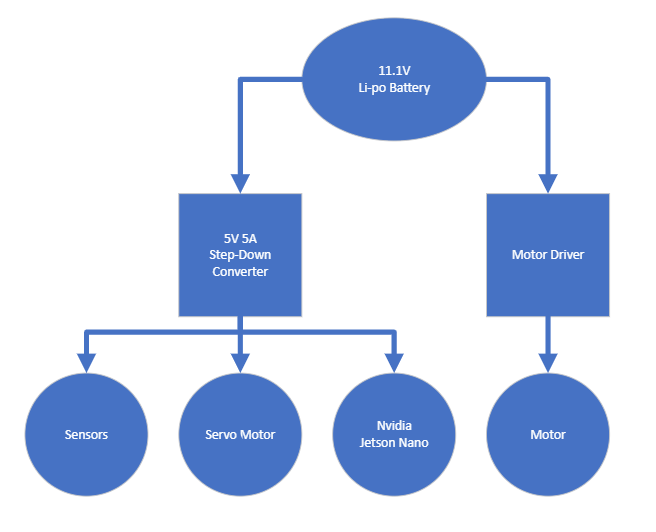 11.1V
Li-po Battery
5V 5A
Step-Down
Converter
Motor Driver
Sensors
Servo Motor
Nvidia
Jetson Nano
Motor